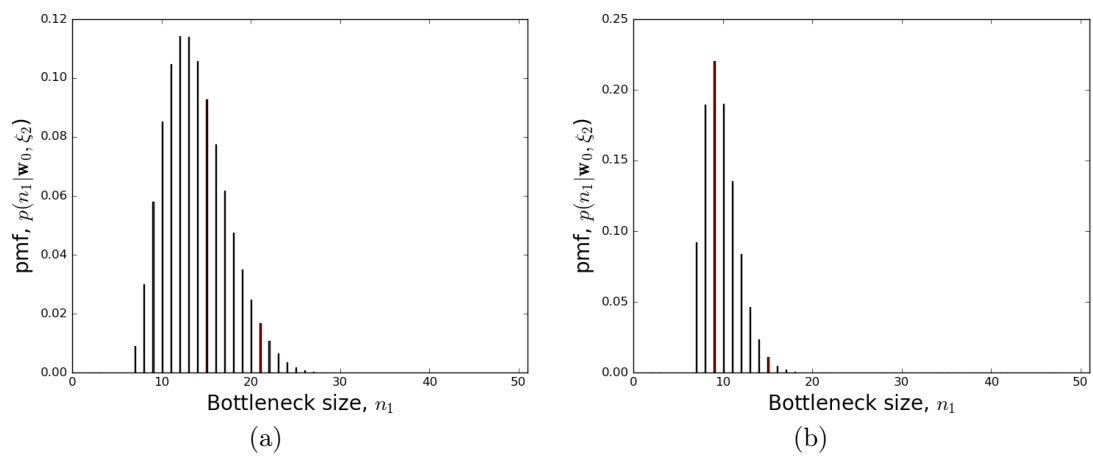 0.12
0.10
0.08
0.06
0.04
0.02
0.00
pmf, p(n₁|w₀, ξ₂)
0 10 20 30 40 50
Bottleneck size, n₁
(a)
0.25
0.20
0.15
0.10
0.05
0.00
pmf, p(n₁|w₀, ξ₂)
0 10 20 30 40 50
Bottleneck size, n₁
(b)